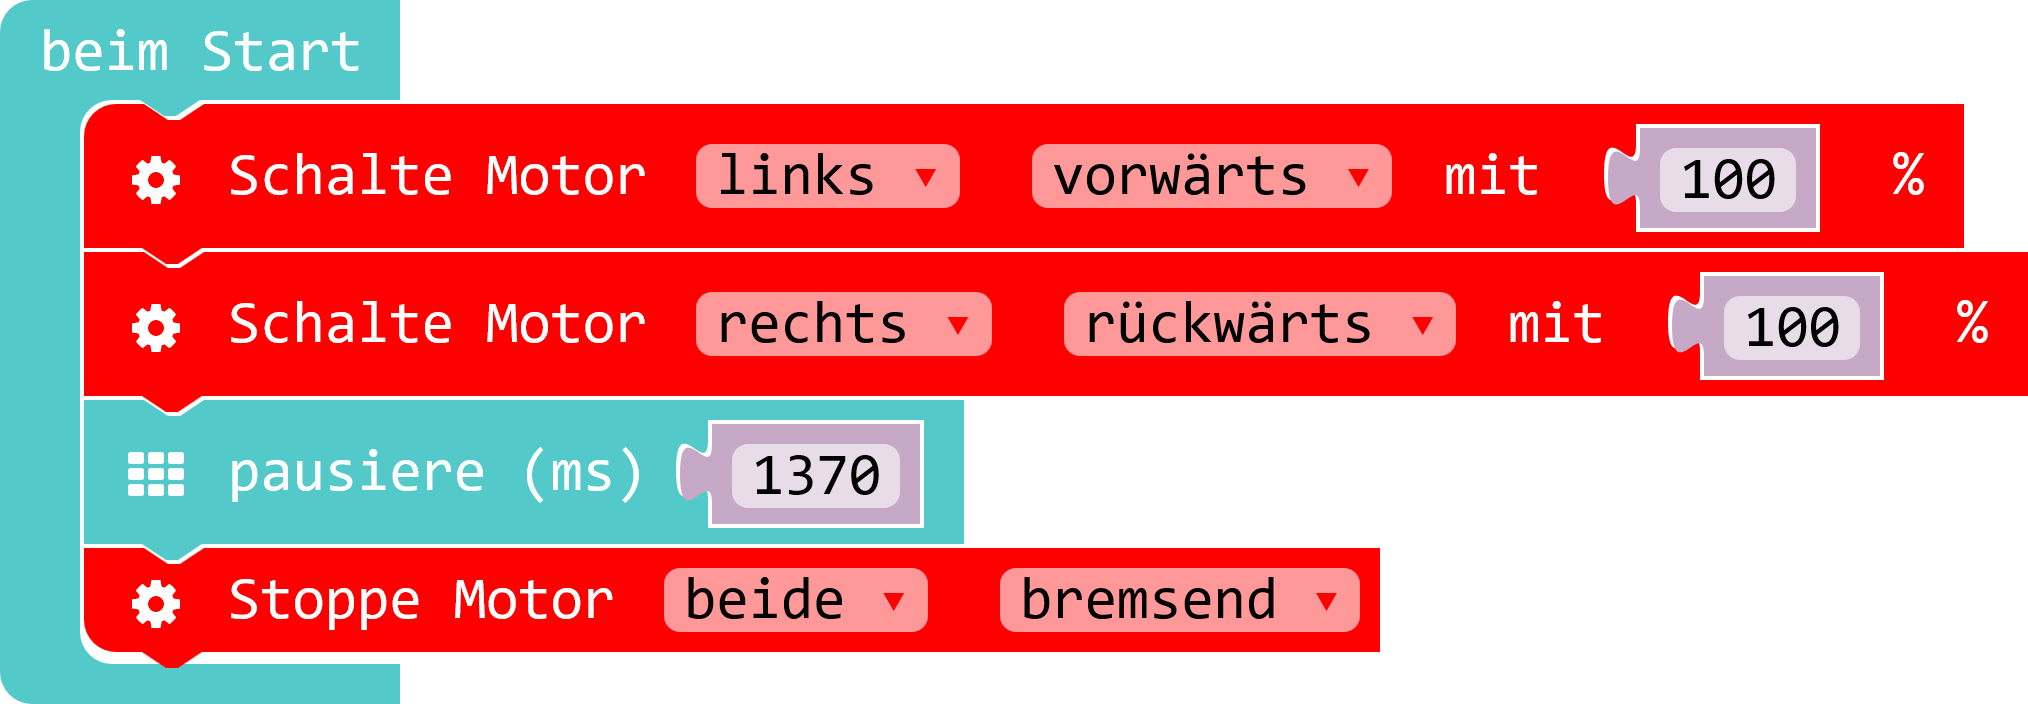 beim Start
Schalte Motor links vorwärts mit 100 %
Schalte Motor rechts rückwärts mit 100 %
pausiere (ms) 1370
Stoppe Motor beide bremsend